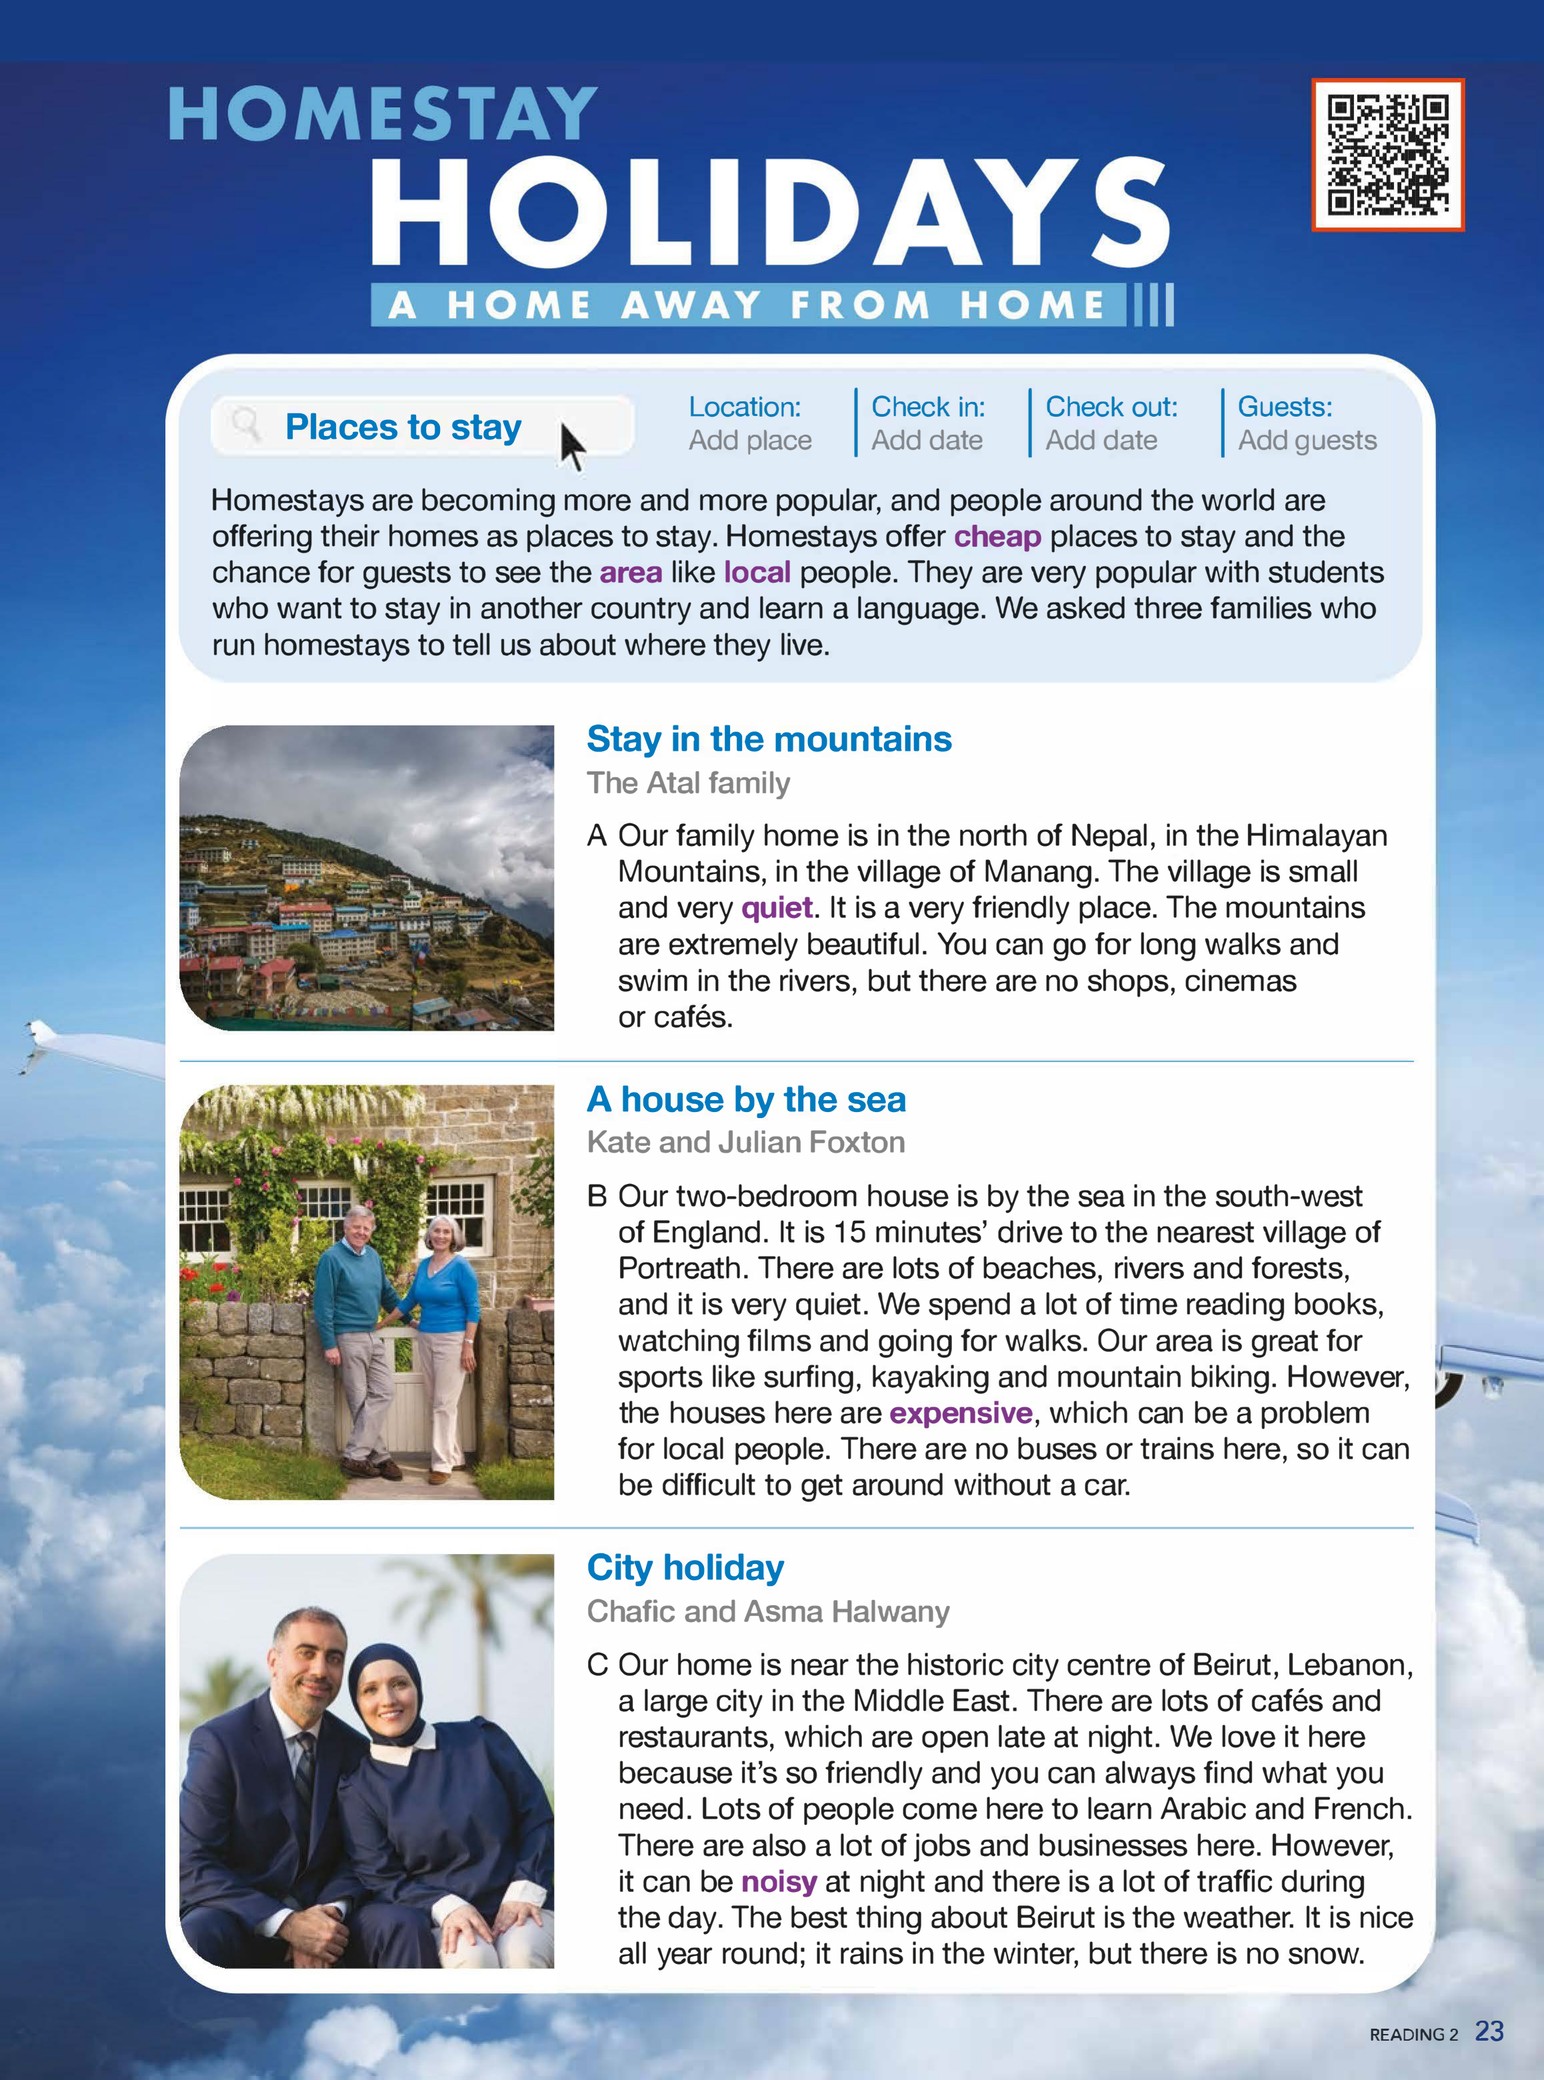 HOMESTAY
HOLIDAYS
A HOME AWAY FROM HOME
Places to stay
Location:
Add place
Check in:
Add date
Check out:
Add date
Guests:
Add guests
Homestays are becoming more and more popular, and people around the world are
offering their homes as places to stay. Homestays offer cheap places to stay and the
chance for guests to see the area like local people. They are very popular with students
who want to stay in another country and learn a language. We asked three families who
run homestays to tell us about where they live.
Stay in the mountains
The Atal family
A Our family home is in the north of Nepal, in the Himalayan
Mountains, in the village of Manang. The village is small
and very quiet. It is a very friendly place. The mountains
are extremely beautiful. You can go for long walks and
swim in the rivers, but there are no shops, cinemas
or cafés.
A house by the sea
Kate and Julian Foxton
B Our two-bedroom house is by the sea in the south-west
of England. It is 15 minutes’ drive to the nearest village of
Portreath. There are lots of beaches, rivers and forests,
and it is very quiet. We spend a lot of time reading books,
watching films and going for walks. Our area is great for
sports like surfing, kayaking and mountain biking. However,
the houses here are expensive, which can be a problem
for local people. There are no buses or trains here, so it can
be difficult to get around without a car.
City holiday
Chafic and Asma Halwany
C Our home is near the historic city centre of Beirut, Lebanon,
a large city in the Middle East. There are lots of cafés and
restaurants, which are open late at night. We love it here
because it’s so friendly and you can always find what you
need. Lots of people come here to learn Arabic and French.
There are also a lot of jobs and businesses here. However,
it can be noisy at night and there is a lot of traffic during
the day. The best thing about Beirut is the weather. It is nice
all year round; it rains in the winter, but there is no snow.
READING 2 23